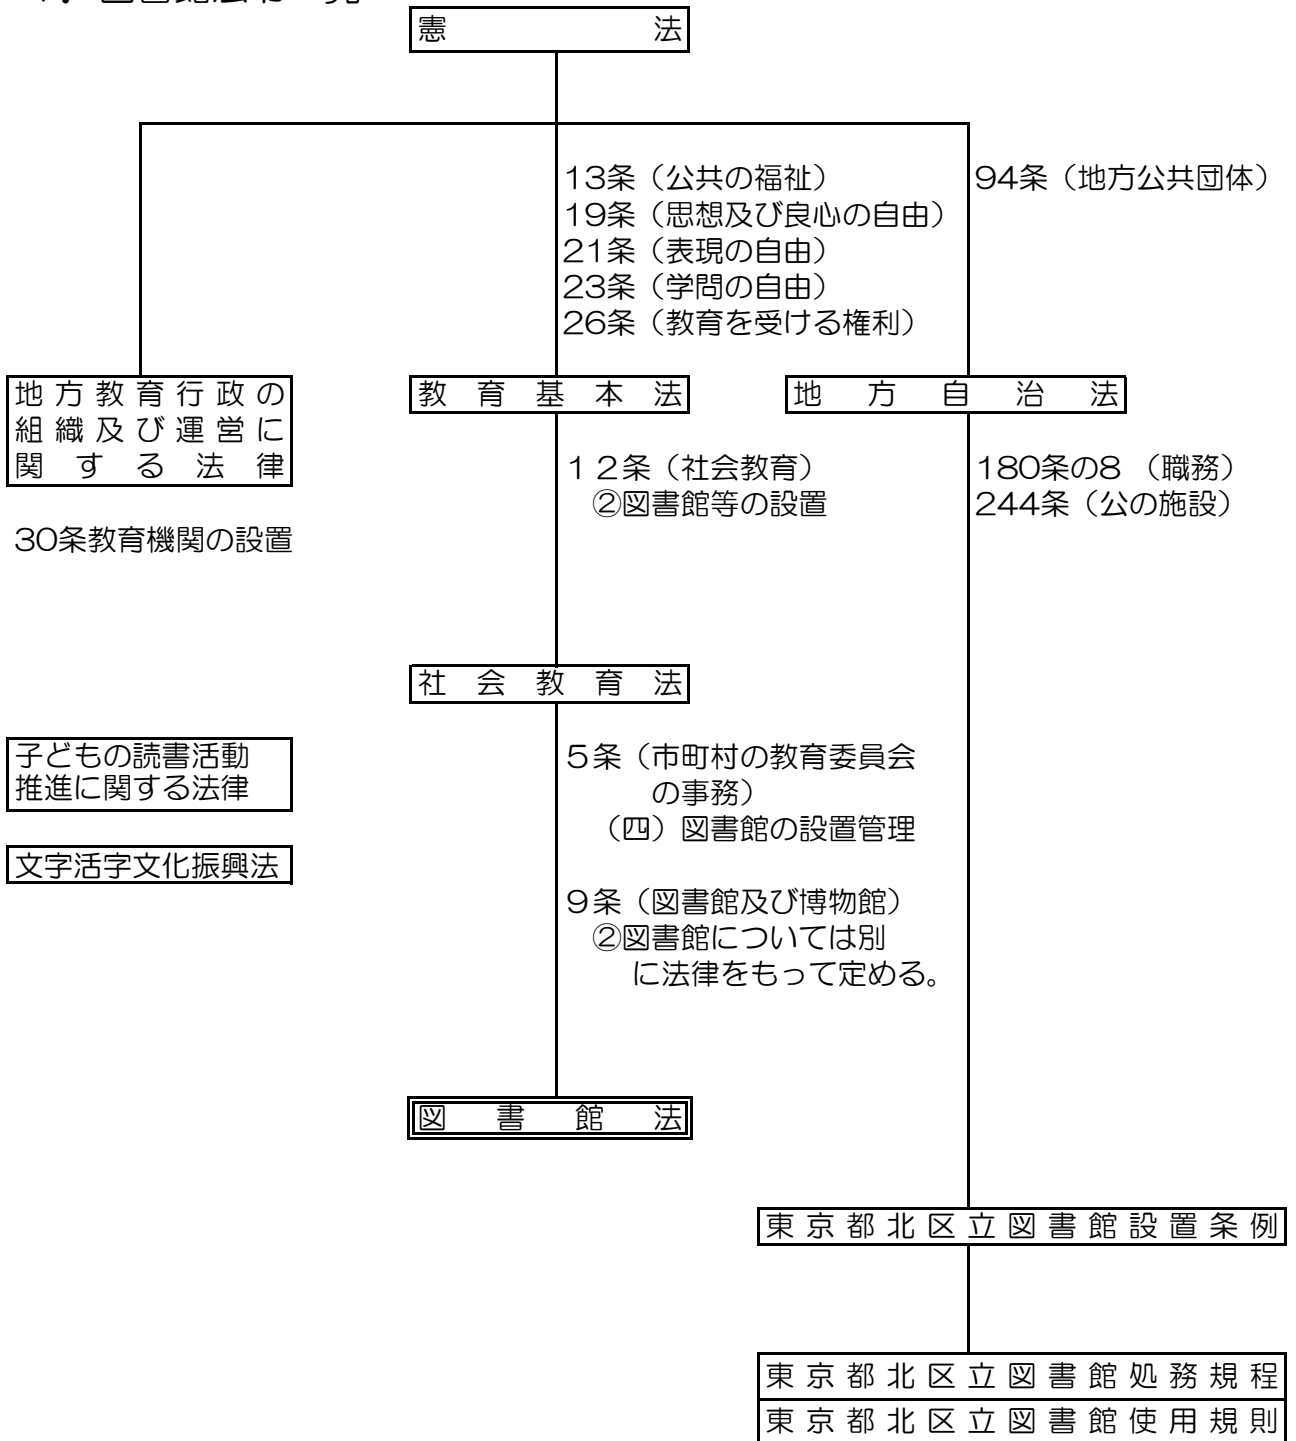 憲法
13条（公共の福祉）
19条（思想及び良心の自由）
21条（表現の自由）
23条（学問の自由）
26条（教育を受ける権利）
94条（地方公共団体）
地方教育行政の
組織及び運営に
関する法律
30条教育機関の設置
教育基本法
１２条（社会教育）
②図書館等の設置
地方自治法
180条の8 （職務）
244条（公の施設）
社会教育法
子どもの読書活動
推進に関する法律
文字活字文化振興法
５条（市町村の教育委員会
の事務）
（四）図書館の設置管理
９条（図書館及び博物館）
②図書館については別
に法律をもって定める。
図書館法
東京都北区立図書館設置条例
東京都北区立図書館処務規程
東京都北区立図書館使用規則